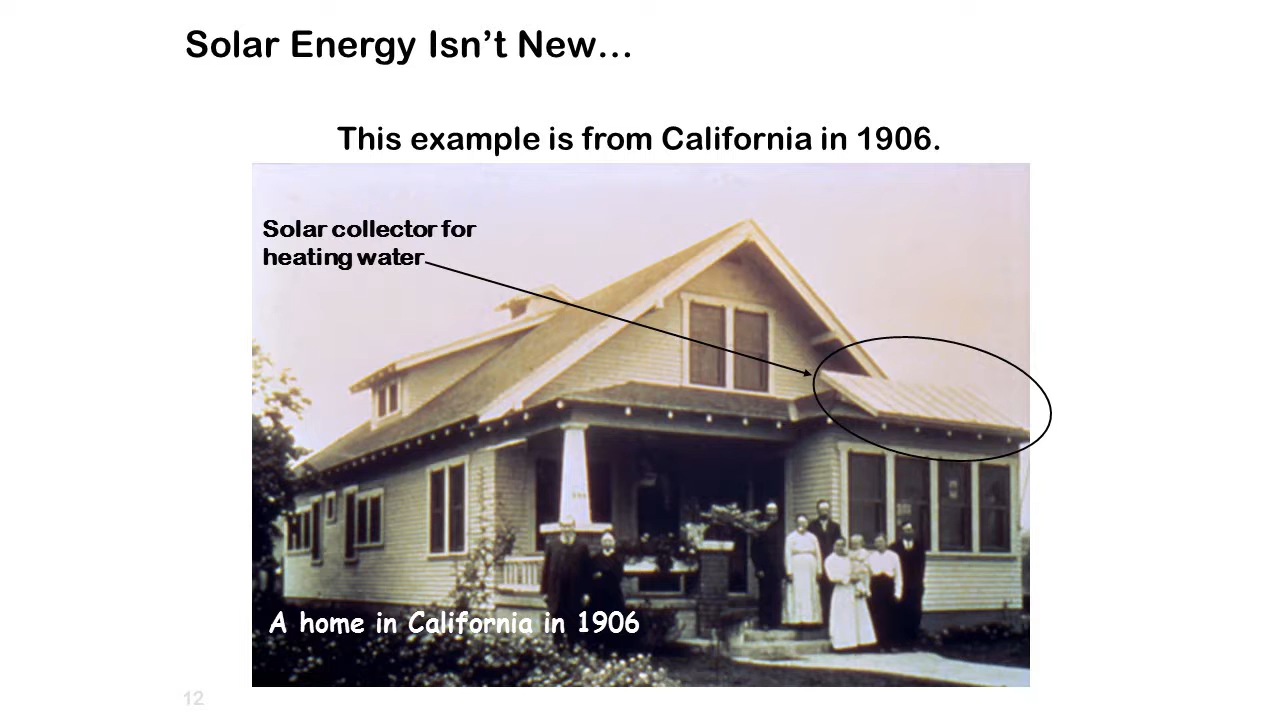 Solar Energy Isn’t New…
This example is from California in 1906.
Solar collector for
heating water
A home in California in 1906
12